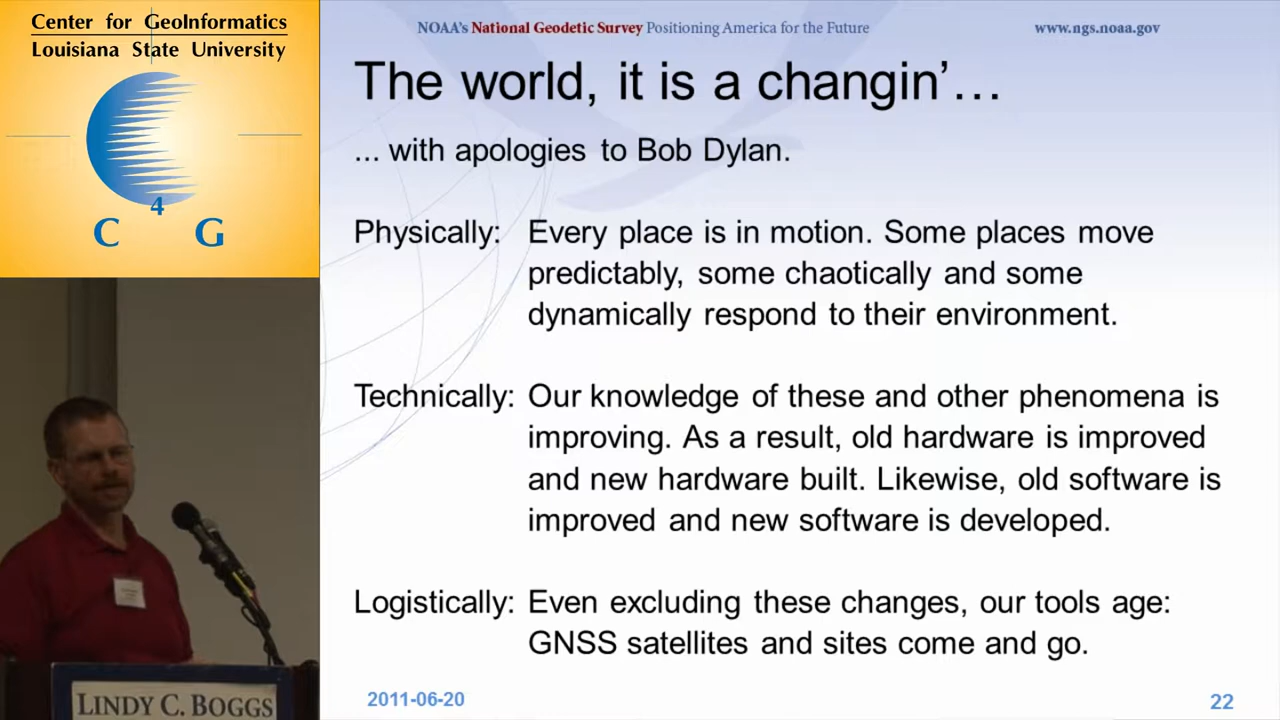 Center for GeoInformatics
Louisiana State University
C 4 G
NOAA's National Geodetic Survey Positioning America for the Future
www.ngs.noaa.gov
The world, it is a changin'…
... with apologies to Bob Dylan.
Physically: Every place is in motion. Some places move
predictably, some chaotically and some
dynamically respond to their environment.
Technically: Our knowledge of these and other phenomena is
improving. As a result, old hardware is improved
and new hardware built. Likewise, old software is
improved and new software is developed.
Logistically: Even excluding these changes, our tools age:
GNSS satellites and sites come and go.
2011-06-20
22
LINDY C. BOGGS